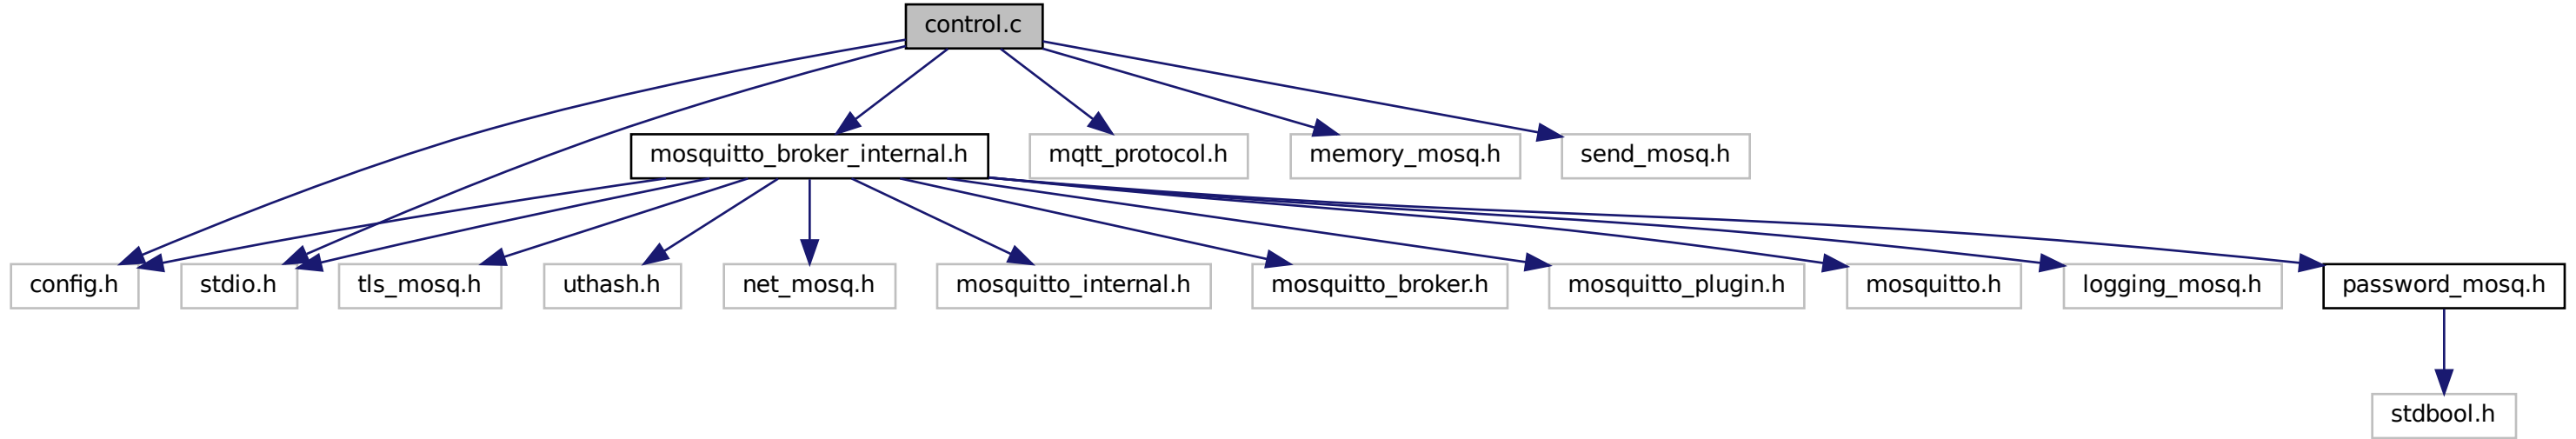 control.c
mosquitto_broker_internal.h
mqtt_protocol.h
memory_mosq.h
send_mosq.h
config.h
stdio.h
tls_mosq.h
uthash.h
net_mosq.h
mosquitto_internal.h
mosquitto_broker.h
mosquitto_plugin.h
mosquitto.h
logging_mosq.h
password_mosq.h
stdbool.h